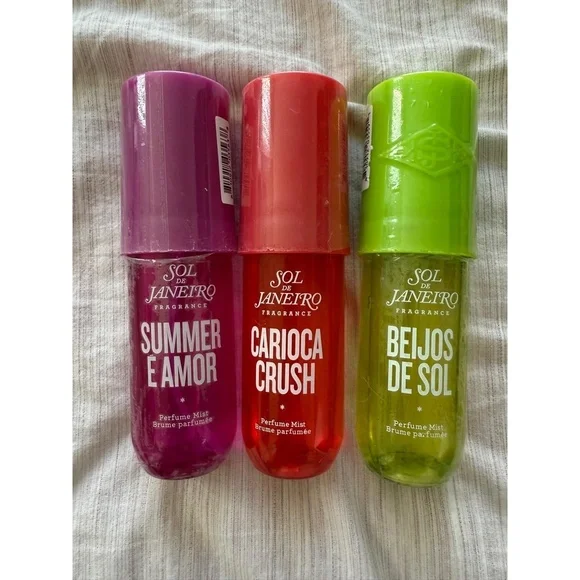 SOL
DE
JANEIRO
FRAGRANCE
SUMMER
E AMOR
Perfume Mist
Brume parfumée
SOL
DE
JANEIRO
FRAGRANCE
CARIOCA
CRUSH
Perfume Mist
Brume parfumée
SOL
DE
JANEIRO
FRAGRANCE
BEIJOS
DE SOL
Perfume Mist
Brume parfumée